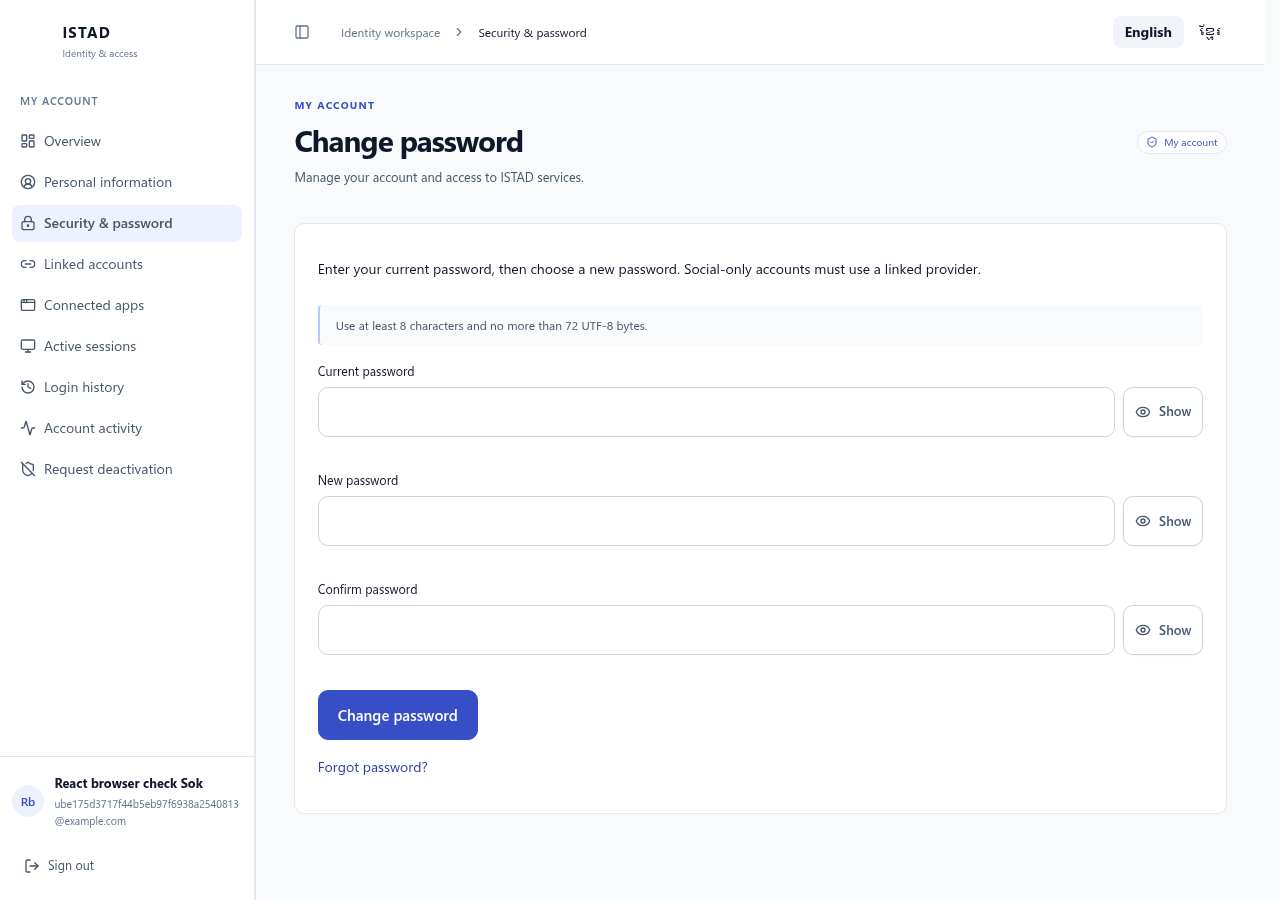 ISTAD
Identity & access
MY ACCOUNT
Overview
Personal information
Security & password
Linked accounts
Connected apps
Active sessions
Login history
Account activity
Request deactivation
Rb
React browser check Sok
ube175d3717f44b5eb97f6938a2540813
@example.com
Sign out
Identity workspace > Security & password
English
ខ្មែរ
MY ACCOUNT
Change password
My account
Manage your account and access to ISTAD services.
Enter your current password, then choose a new password. Social-only accounts must use a linked provider.
Use at least 8 characters and no more than 72 UTF-8 bytes.
Current password
Show
New password
Show
Confirm password
Show
Change password
Forgot password?